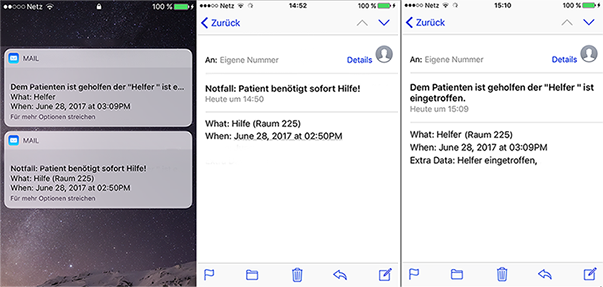 Netz
100 %
MAIL
Dem Patienten ist geholfen der "Helfer " ist e...
What: Helfer
When: June 28, 2017 at 03:09PM
Für mehr Optionen streichen
MAIL
Notfall: Patient benötigt sofort Hilfe!
What: Hilfe (Raum 225)
When: June 28, 2017 at 02:50PM
Für mehr Optionen streichen
Netz 14:52 100 %
Zurück
An: Eigene Nummer Details
Notfall: Patient benötigt sofort Hilfe!
Heute um 14:50
What: Hilfe (Raum 225)
When: June 28, 2017 at 02:50PM
Netz 15:10 100 %
Zurück
An: Eigene Nummer Details
Dem Patienten ist geholfen der "Helfer " ist
eingetroffen.
Heute um 15:09
What: Helfer (Raum 225)
When: June 28, 2017 at 03:09PM
Extra Data: Helfer eingetroffen,